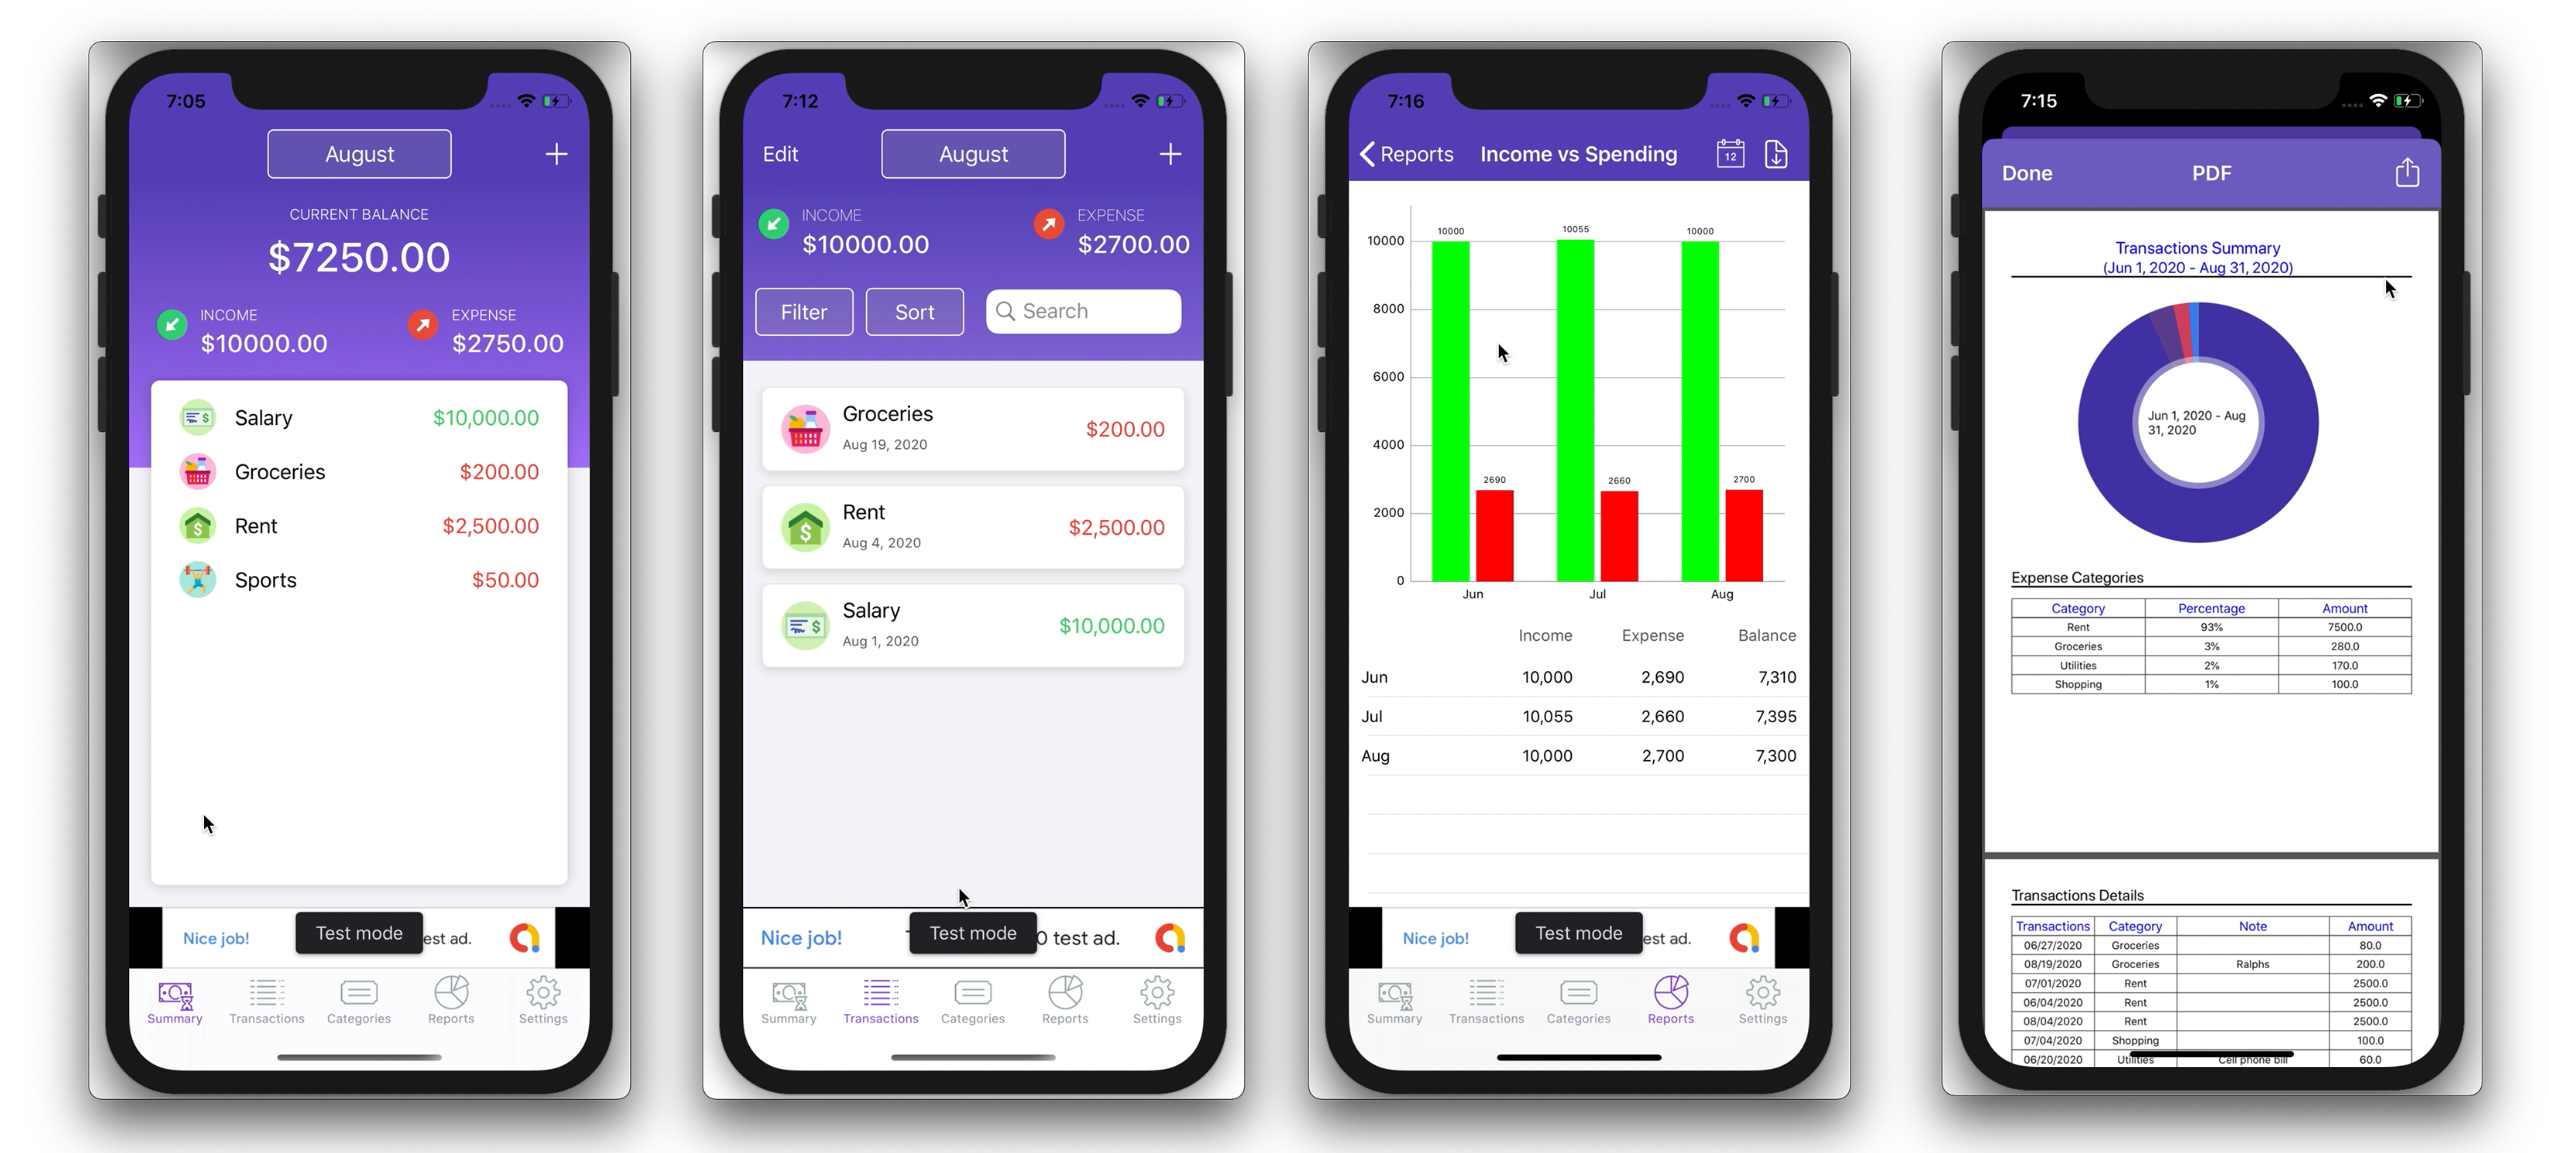 7:05
August
+
CURRENT BALANCE
$7250.00
INCOME
$10000.00
EXPENSE
$2750.00
Salary $10,000.00
Groceries $200.00
Rent $2,500.00
Sports $50.00
Nice job! Test mode est ad.
Summary Transactions Categories Reports Settings
7:12
Edit August +
INCOME
$10000.00
EXPENSE
$2700.00
Filter Sort Search
Groceries
Aug 19, 2020
$200.00
Rent
Aug 4, 2020
$2,500.00
Salary
Aug 1, 2020
$10,000.00
Nice job! Test mode 0 test ad.
Summary Transactions Categories Reports Settings
7:16
Reports Income vs Spending 12
10000 10055 10000
10000
8000
6000
4000
2690 2660 2700
2000
0
Jun Jul Aug
Income Expense Balance
Jun 10,000 2,690 7,310
Jul 10,055 2,660 7,395
Aug 10,000 2,700 7,300
Nice job! Test mode est ad.
Summary Transactions Categories Reports Settings
7:15
Done PDF
Transactions Summary
(Jun 1, 2020 - Aug 31, 2020)
Jun 1, 2020 - Aug
31, 2020
Expense Categories
Category Percentage Amount
Rent 93% 7500.0
Groceries 3% 280.0
Utilities 2% 170.0
Shopping 1% 100.0
Transactions Details
Transactions Category Note Amount
06/27/2020 Groceries 80.0
08/19/2020 Groceries Ralphs 200.0
07/01/2020 Rent 2500.0
06/04/2020 Rent 2500.0
08/04/2020 Rent 2500.0
07/04/2020 Shopping 100.0
06/20/2020 Utilities Cell phone bill 60.0